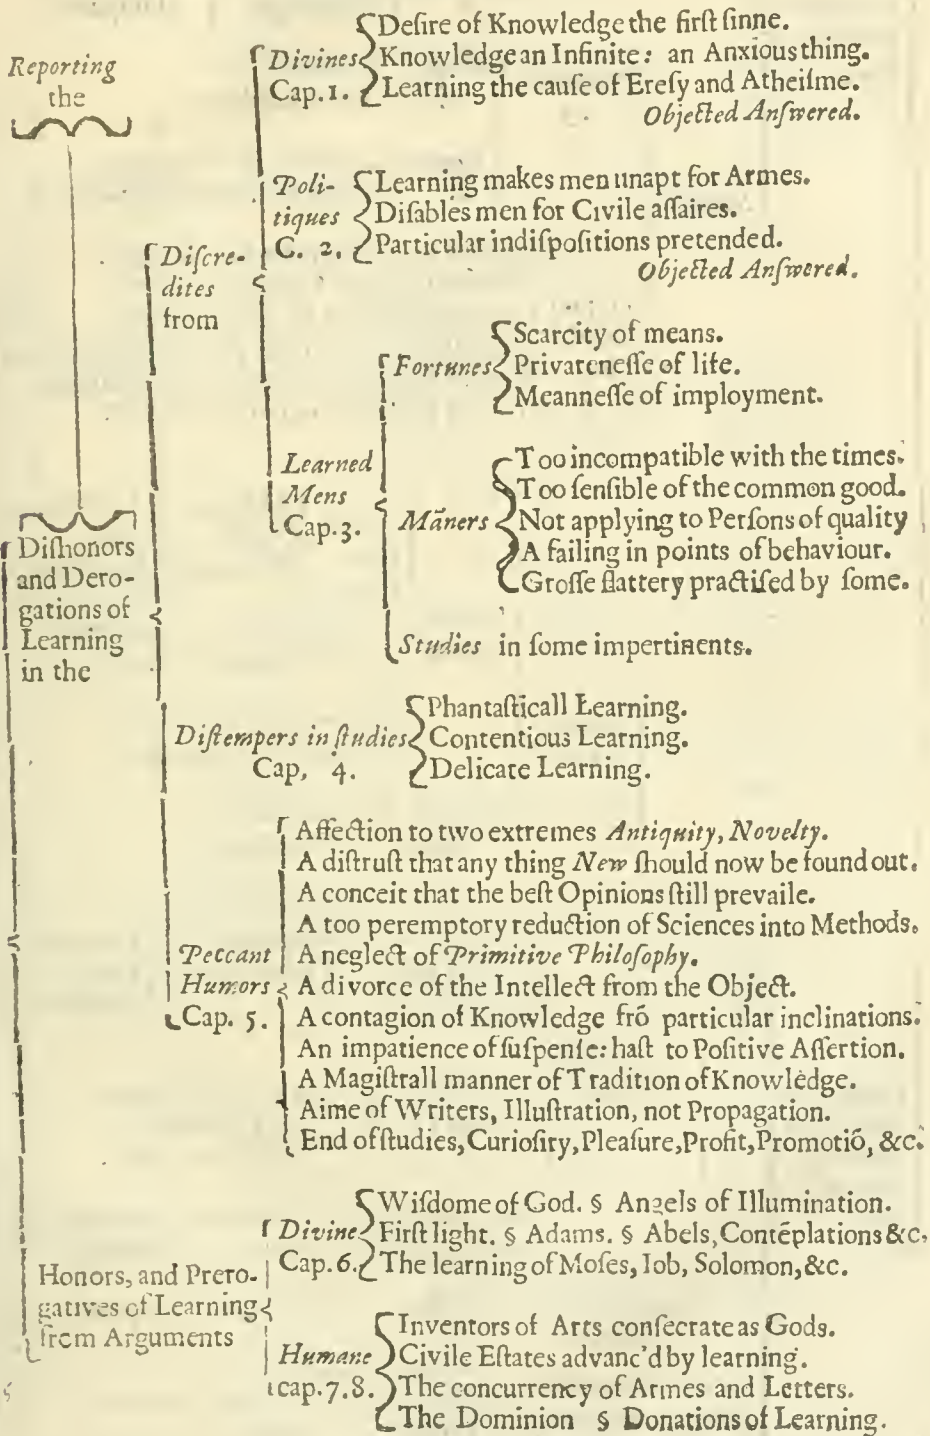 Reporting
the
Dishonors
and Dero-
gations of
Learning
in the
Discre-
dites
from
Divines
Cap. 1.
Desire of Knowledge the first sinne.
Knowledge an Infinite: an Anxious thing.
Learning the cause of Eresy and Atheisme.
Objected Answered.
Poli-
tiques
C. 2.
Learning makes men unapt for Armes.
Disables men for Civile affaires.
Particular indispositions pretended.
Objected Answered.
Learned
Mens
Cap. 3.
Fortunes
Scarcity of means.
Privatenesse of life.
Meannesse of imployment.
Māners
Too incompatible with the times.
Too sensible of the common good.
Not applying to Persons of quality
A failing in points of behaviour.
Grosse flattery practised by some.
Studies in some impertinents.
Distempers in studies
Cap, 4.
Phantasticall Learning.
Contentious Learning.
Delicate Learning.
Peccant
Humors
Cap. 5.
Affection to two extremes Antiquity, Novelty.
A distrust that any thing New should now be found out.
A conceit that the best Opinions still prevaile.
A too peremptory reduction of Sciences into Methods.
A neglect of Primitive Philosophy.
A divorce of the Intellect from the Object.
A contagion of Knowledge frō particular inclinations.
An impatience of suspense: hast to Positive Assertion.
A Magistrall manner of Tradition of Knowledge.
Aime of Writers, Illustration, not Propagation.
End of studies, Curiosity, Pleasure, Profit, Promotiō, &c.
Honors, and Prero-
gatives of Learning
from Arguments
Divine
Cap. 6.
Wisdome of God. § Angels of Illumination.
First light. § Adams. § Abels, Contēplations &c.
The learning of Moses, Iob, Solomon, &c.
Humane
cap. 7. 8.
Inventors of Arts consecrate as Gods.
Civile Estates advanc'd by learning.
The concurrency of Armes and Letters.
The Dominion § Donations of Learning.